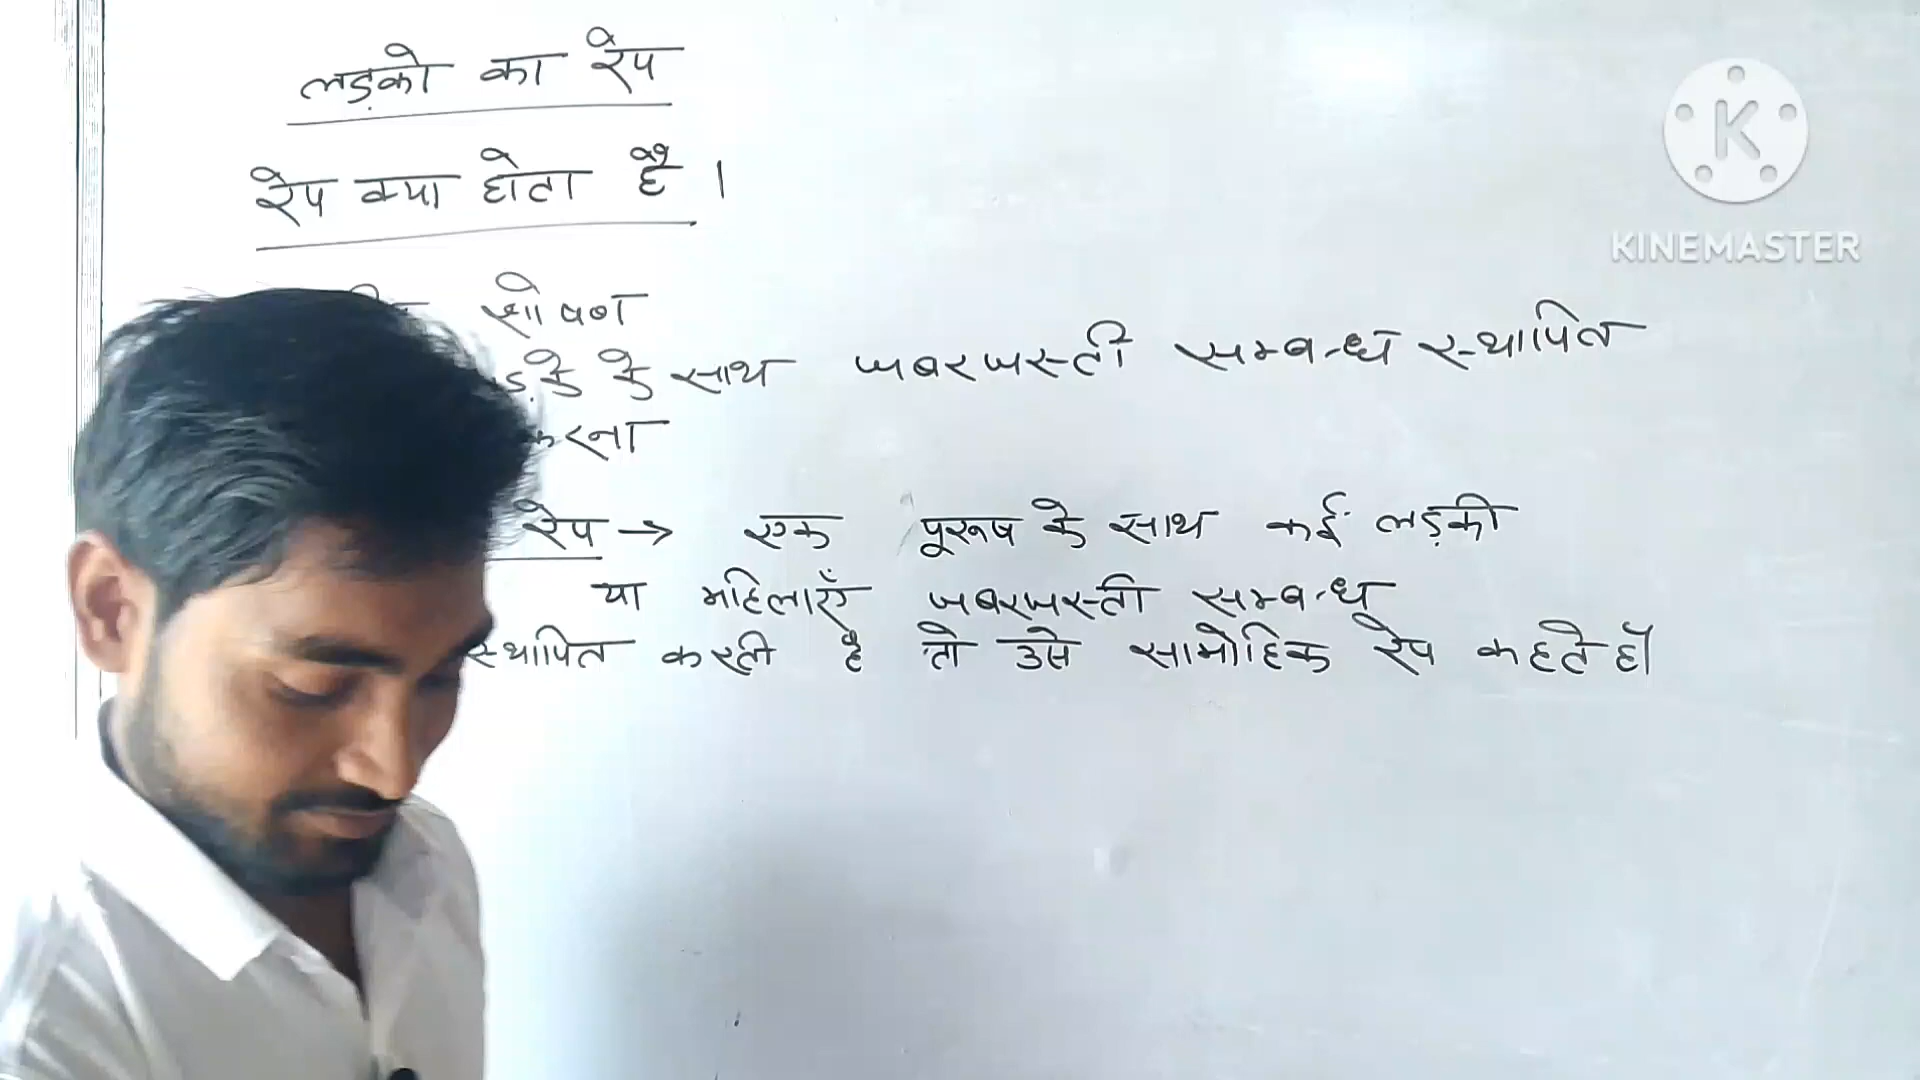 लड़को का रेप
रेप क्या होता है ।
शोषण
के के साथ जबरजस्ती सम्बन्ध स्थापित
करना
रेप → एक पूरूष के साथ कई लड़की
या महिलाएँ जबरजस्ती सम्बन्ध
स्थापित करती है तो उसे सामोहिक रेप कहते हॉ
K
KINEMASTER